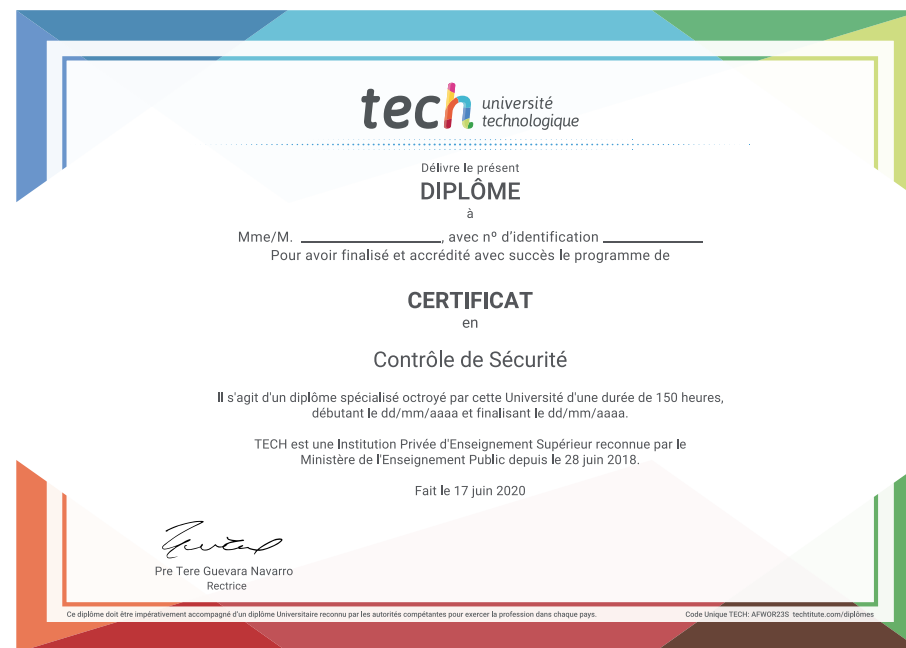 tech université
technologique
Délivre le présent
DIPLÔME
à
Mme/M. ____________________, avec nº d'identification ______________
Pour avoir finalisé et accrédité avec succès le programme de
CERTIFICAT
en
Contrôle de Sécurité
Il s'agit d'un diplôme spécialisé octroyé par cette Université d'une durée de 150 heures,
débutant le dd/mm/aaaa et finalisant le dd/mm/aaaa.
TECH est une Institution Privée d'Enseignement Supérieur reconnue par le
Ministère de l'Enseignement Public depuis le 28 juin 2018.
Fait le 17 juin 2020
Pre Tere Guevara Navarro
Rectrice
Ce diplôme doit être impérativement accompagné d'un diplôme Universitaire reconnu par les autorités compétantes pour exercer la profession dans chaque pays.
Code Unique TECH: AFWOR23S techtitute.com/diplômes